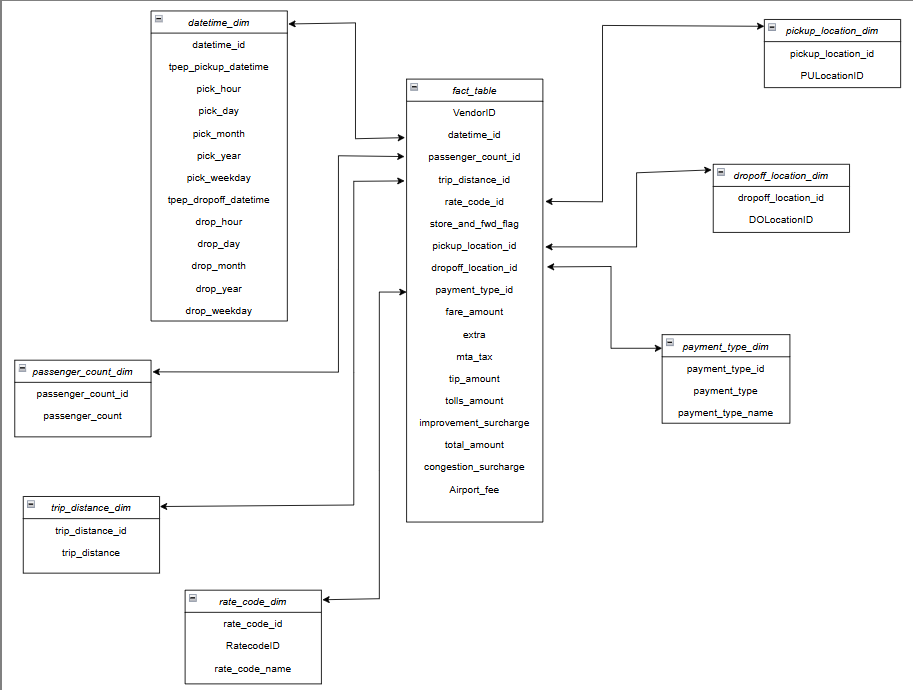 datetime_dim
datetime_id
tpep_pickup_datetime
pick_hour
pick_day
pick_month
pick_year
pick_weekday
tpep_dropoff_datetime
drop_hour
drop_day
drop_month
drop_year
drop_weekday
passenger_count_dim
passenger_count_id
passenger_count
trip_distance_dim
trip_distance_id
trip_distance
rate_code_dim
rate_code_id
RatecodeID
rate_code_name
fact_table
VendorID
datetime_id
passenger_count_id
trip_distance_id
rate_code_id
store_and_fwd_flag
pickup_location_id
dropoff_location_id
payment_type_id
fare_amount
extra
mta_tax
tip_amount
tolls_amount
improvement_surcharge
total_amount
congestion_surcharge
Airport_fee
pickup_location_dim
pickup_location_id
PULocationID
dropoff_location_dim
dropoff_location_id
DOLocationID
payment_type_dim
payment_type_id
payment_type
payment_type_name